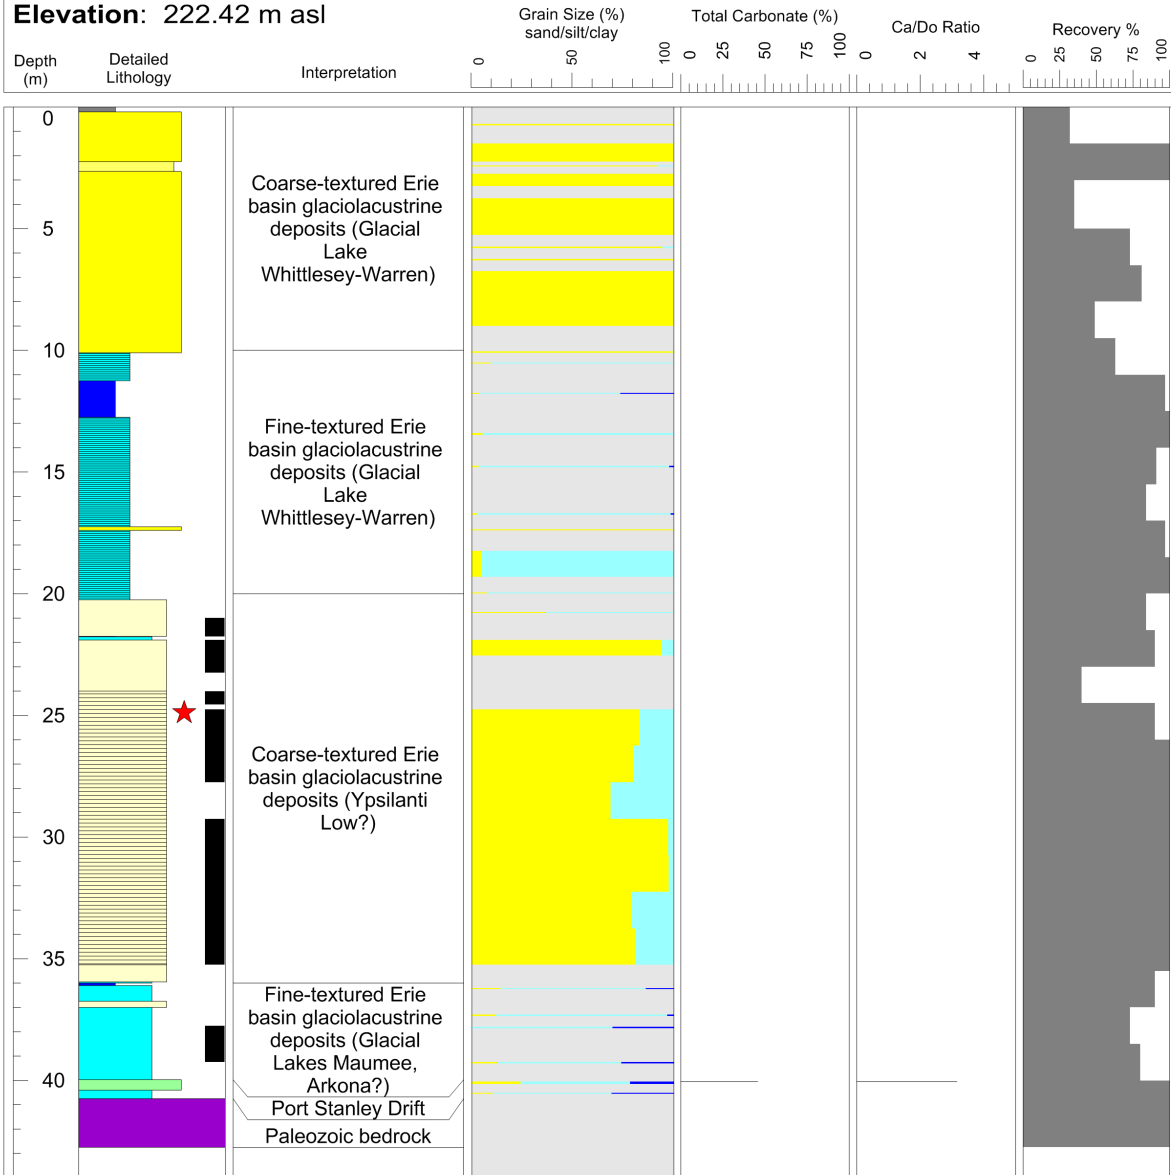 Elevation: 222.42 m asl
Depth
(m)
Detailed
Lithology
Interpretation
Grain Size (%)
sand/silt/clay
0
50
100
Total Carbonate (%)
0
25
50
75
100
Ca/Do Ratio
0
2
4
Recovery %
0
25
50
75
100
0
5
10
15
20
25
30
35
40
Coarse-textured Erie
basin glaciolacustrine
deposits (Glacial
Lake
Whittlesey-Warren)
Fine-textured Erie
basin glaciolacustrine
deposits (Glacial
Lake
Whittlesey-Warren)
Coarse-textured Erie
basin glaciolacustrine
deposits (Ypsilanti
Low?)
Fine-textured Erie
basin glaciolacustrine
deposits (Glacial
Lakes Maumee,
Arkona?)
Port Stanley Drift
Paleozoic bedrock